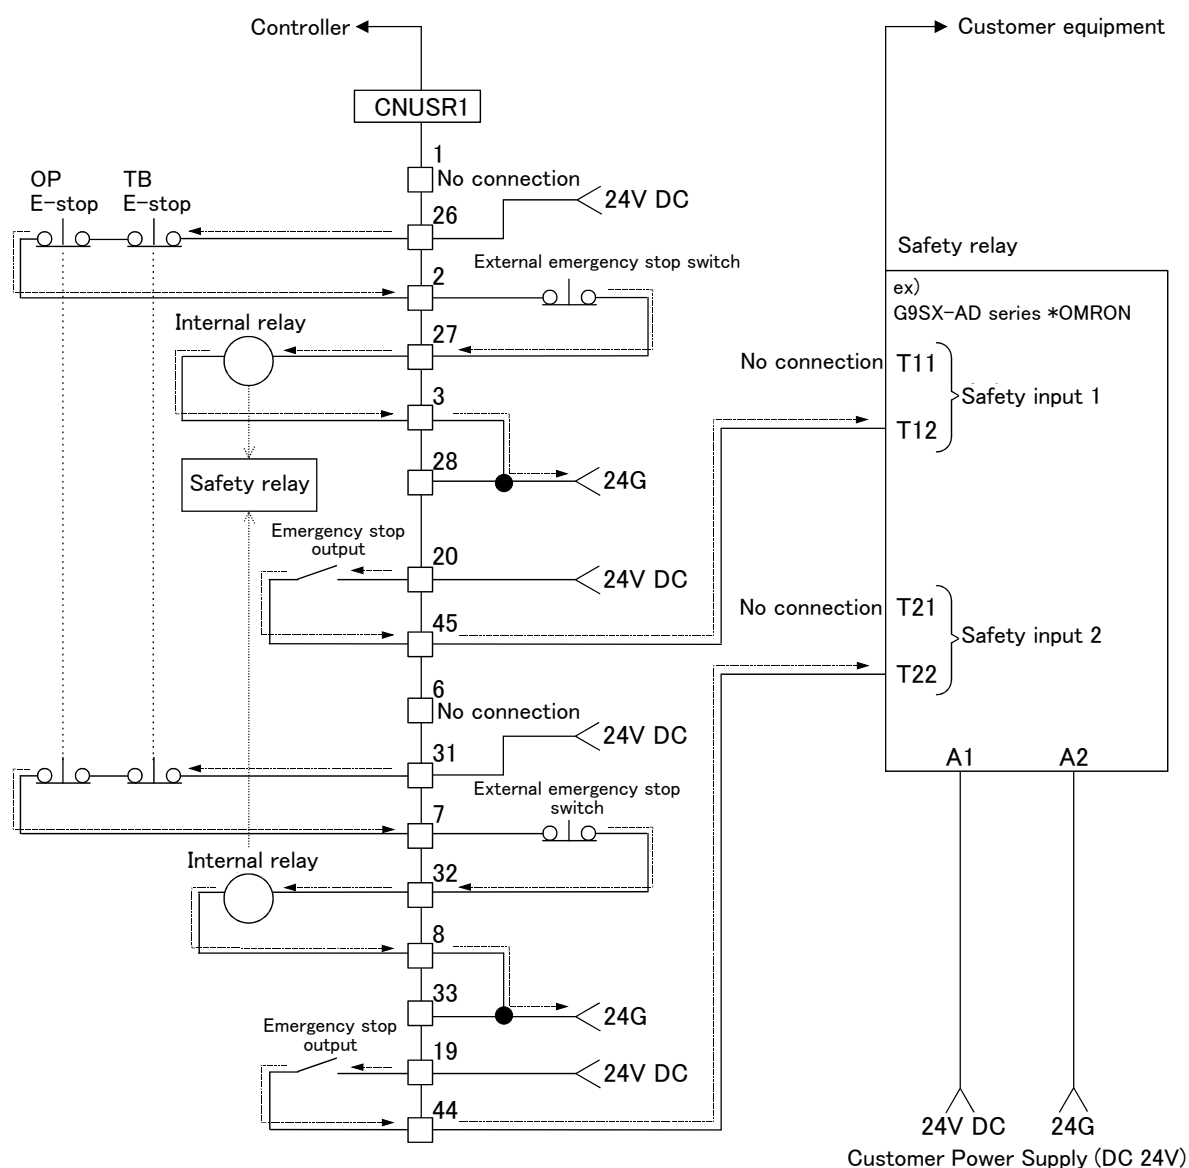 Controller
Customer equipment
CNUSR1
1
No connection
OP
E-stop
TB
E-stop
24V DC
26
2
External emergency stop switch
Internal relay
27
3
28
24G
Safety relay
Emergency stop
output
20
24V DC
45
6
No connection
24V DC
31
External emergency stop
switch
7
Internal relay
32
8
33
24G
Emergency stop
output
19
24V DC
44
Safety relay
ex)
G9SX-AD series *OMRON
No connection
T11
Safety input 1
T12
No connection
T21
Safety input 2
T22
A1
A2
24V DC
24G
Customer Power Supply (DC 24V)